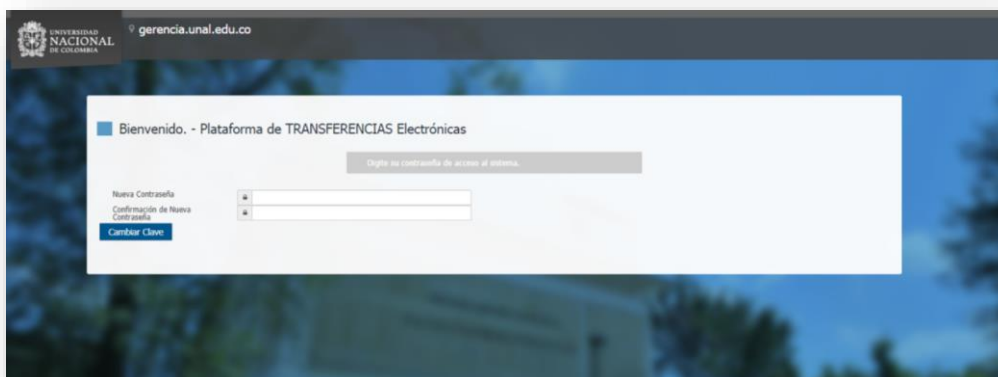 UNIVERSIDAD
NACIONAL
DE COLOMBIA
gerencia.unal.edu.co
Bienvenido. - Plataforma de TRANSFERENCIAS Electrónicas
Digite su contraseña de acceso al sistema.
Nueva Contraseña
Confirmación de Nueva
Contraseña
Cambiar Clave